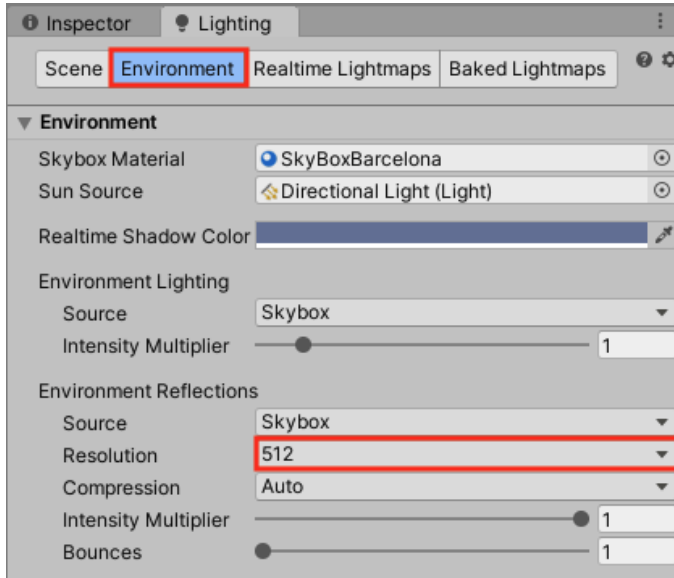 Inspector Lighting
Scene Environment Realtime Lightmaps Baked Lightmaps
Environment
Skybox Material SkyBoxBarcelona
Sun Source Directional Light (Light)
Realtime Shadow Color
Environment Lighting
Source Skybox
Intensity Multiplier 1
Environment Reflections
Source Skybox
Resolution 512
Compression Auto
Intensity Multiplier 1
Bounces 1